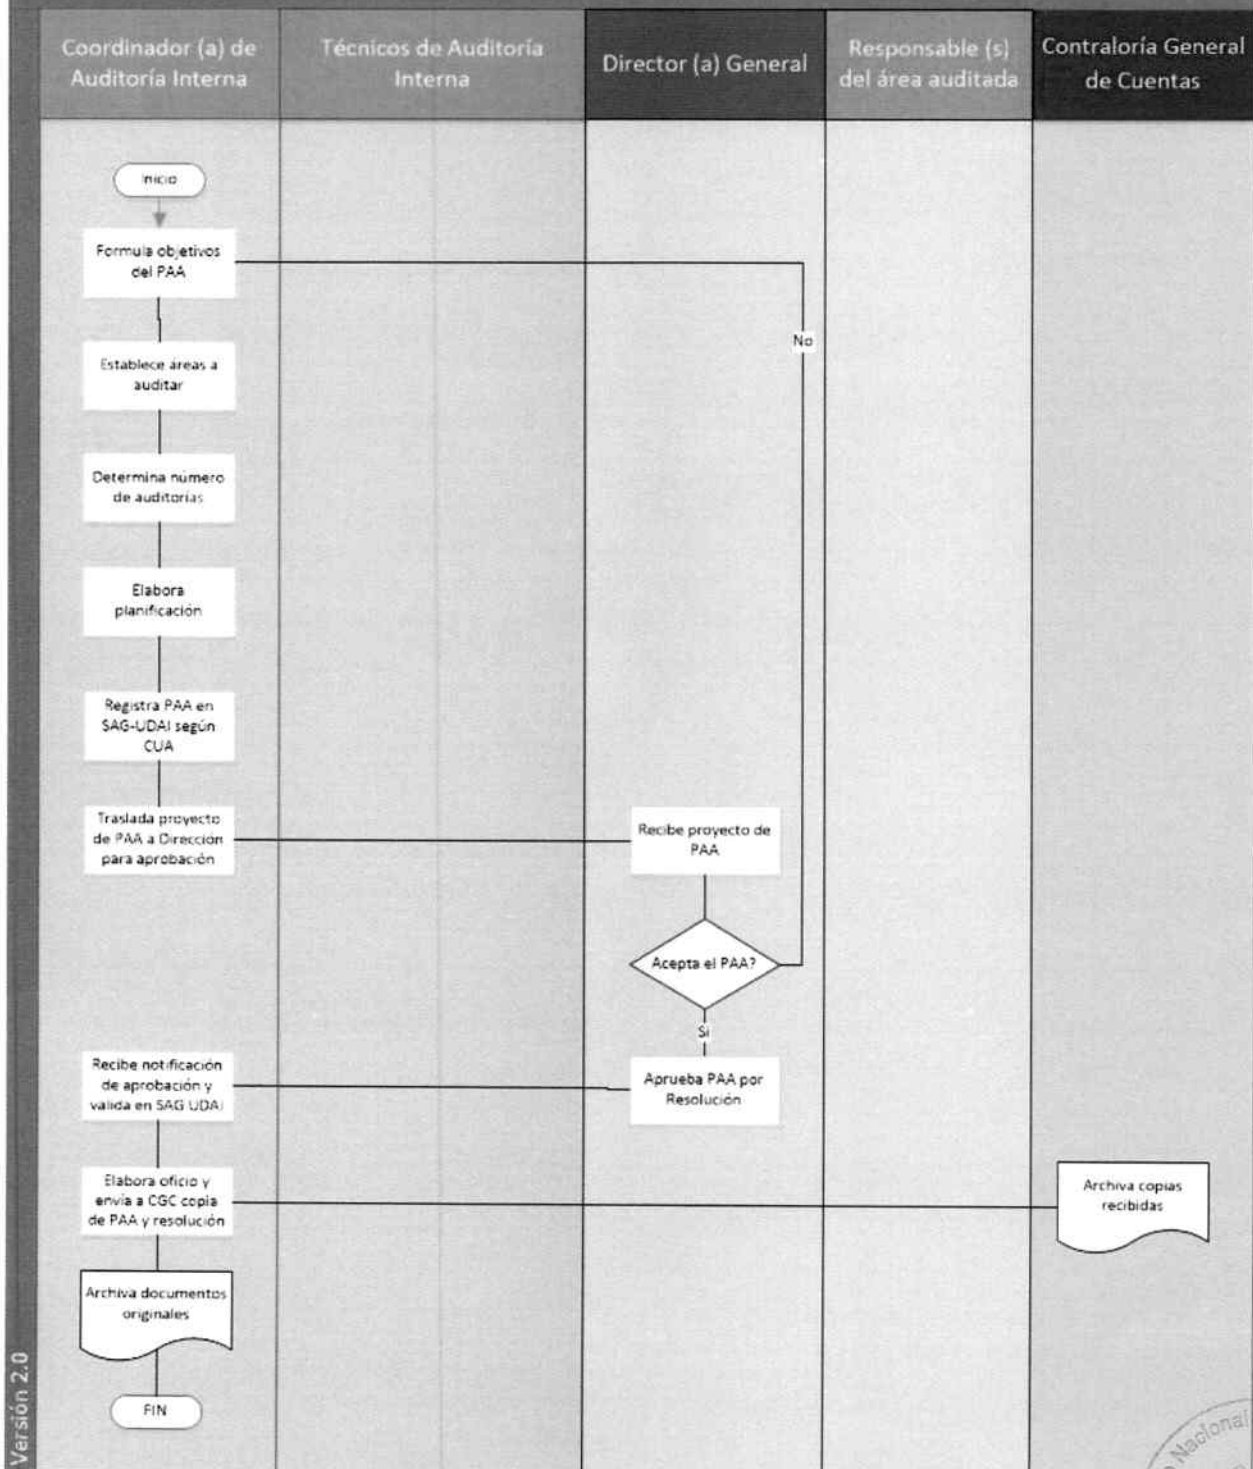 Coordinador (a) de
Auditoría Interna
Técnicos de Auditoría
Interna
Director (a) General
Responsable (s)
del área auditada
Contraloría General
de Cuentas
Inicio
Formula objetivos
del PAA
No
Establece áreas a
auditar
Determina número
de auditorías
Elabora
planificación
Registra PAA en
SAG-UDAI según
CUA
Traslada proyecto
de PAA a Dirección
para aprobación
Recibe proyecto de
PAA
Acepta el PAA?
Si
Recibe notificación
de aprobación y
valida en SAG UDAI
Aprueba PAA por
Resolución
Elabora oficio y
envía a CGC copia
de PAA y resolución
Archiva copias
recibidas
Archiva documentos
originales
FIN
Versión 2.0
Nacional